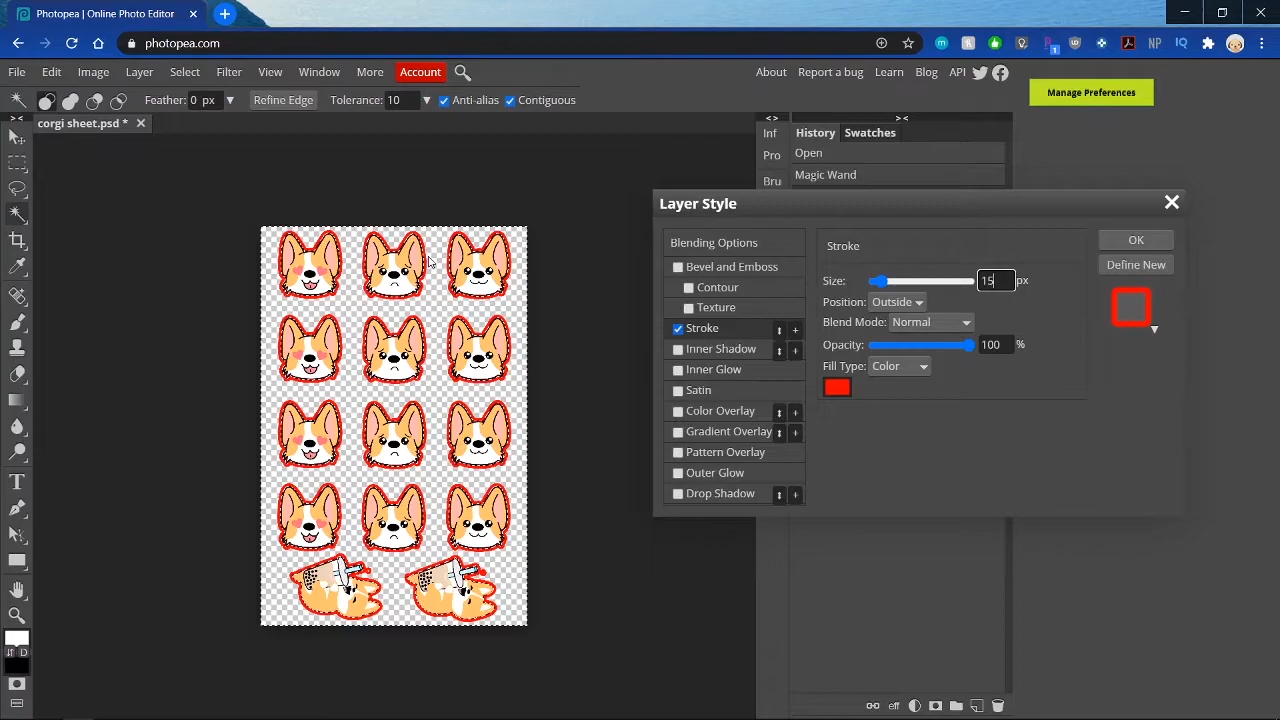 Photopea | Online Photo Editor
photopea.com
1
NP
IQ
File Edit Image Layer Select Filter View Window More Account
About Report a bug Learn Blog API
Manage Preferences
Feather: 0 px Refine Edge Tolerance: 10 Anti-alias Contiguous
corgi sheet.psd *
Inf
Pro
Bru
History Swatches
Open
Magic Wand
Layer Style
Blending Options
Bevel and Emboss
Contour
Texture
Stroke
Inner Shadow
Inner Glow
Satin
Color Overlay
Gradient Overlay
Pattern Overlay
Outer Glow
Drop Shadow
Stroke
Size: 15 px
Position: Outside
Blend Mode: Normal
Opacity: 100 %
Fill Type: Color
OK
Define New
D
eff